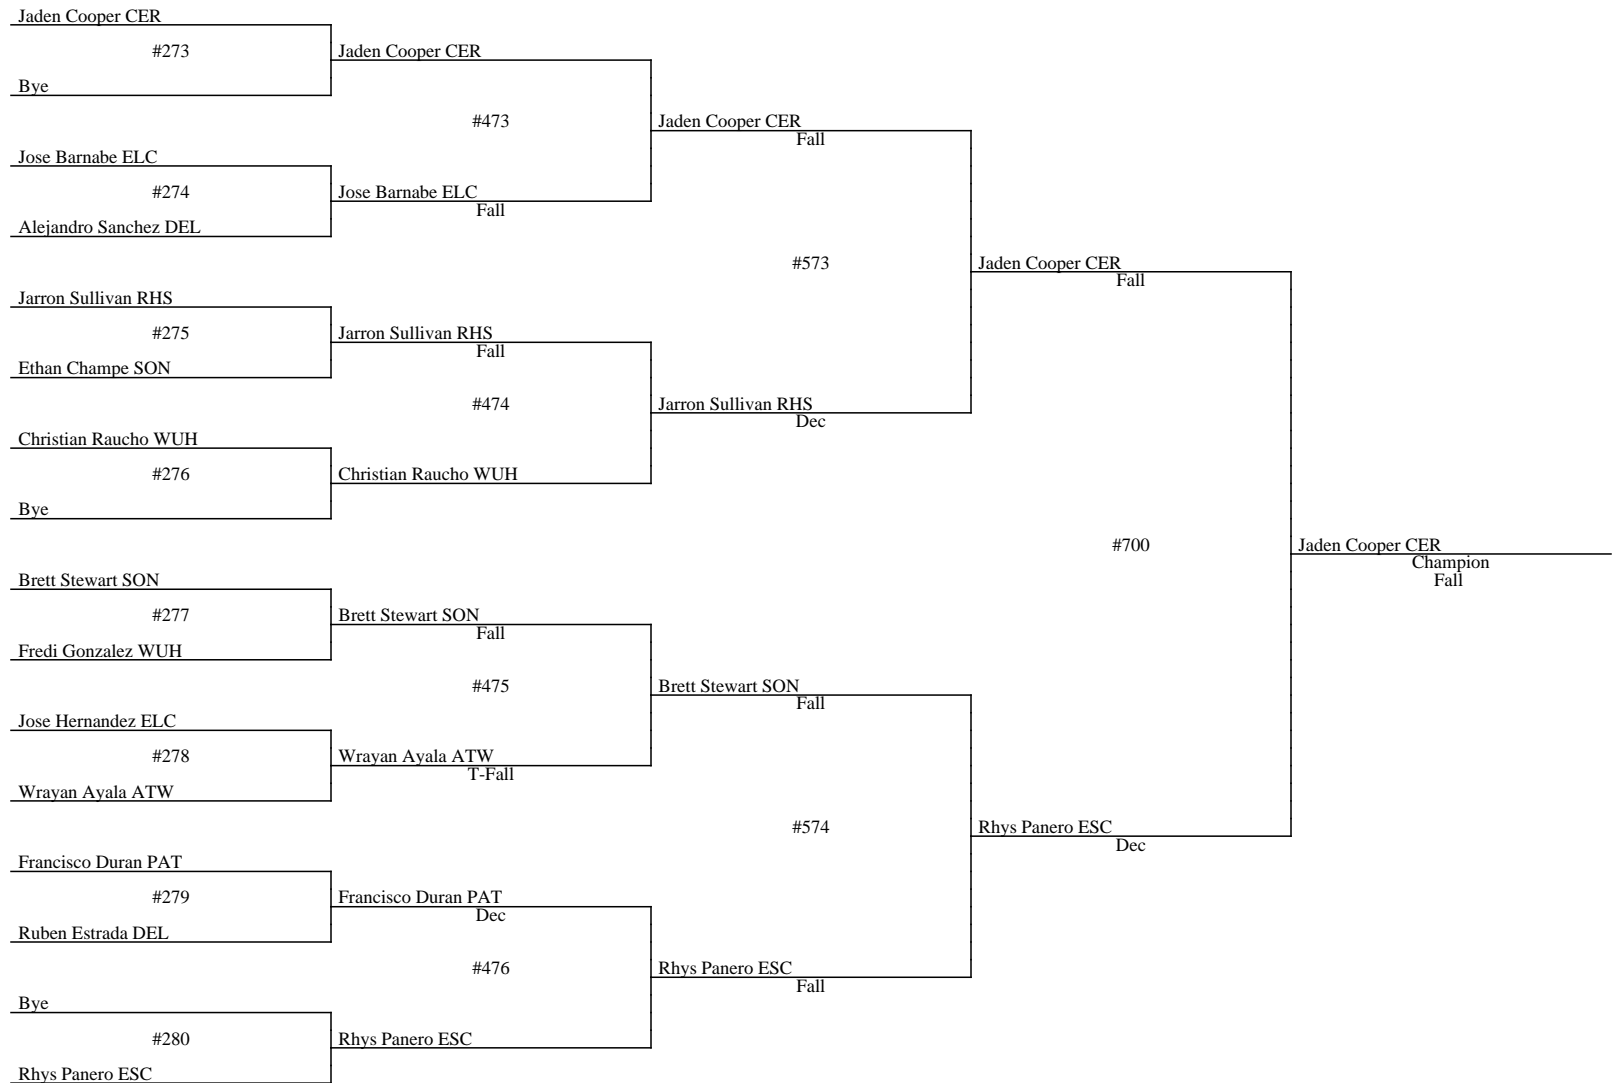 Jaden Cooper CER
#273
Bye
Jaden Cooper CER
#473
Jaden Cooper CER
Fall
Jose Barnabe ELC
#274
Alejandro Sanchez DEL
Jose Barnabe ELC
Fall
#573
Jaden Cooper CER
Fall
Jarron Sullivan RHS
#275
Ethan Champe SON
Jarron Sullivan RHS
Fall
#474
Jarron Sullivan RHS
Dec
Christian Raucho WUH
#276
Bye
Christian Raucho WUH
#700
Jaden Cooper CER
Champion
Fall
Brett Stewart SON
#277
Fredi Gonzalez WUH
Brett Stewart SON
Fall
#475
Brett Stewart SON
Fall
Jose Hernandez ELC
#278
Wrayan Ayala ATW
Wrayan Ayala ATW
T-Fall
#574
Rhys Panero ESC
Dec
Francisco Duran PAT
#279
Ruben Estrada DEL
Francisco Duran PAT
Dec
#476
Rhys Panero ESC
Fall
Bye
#280
Rhys Panero ESC
Rhys Panero ESC